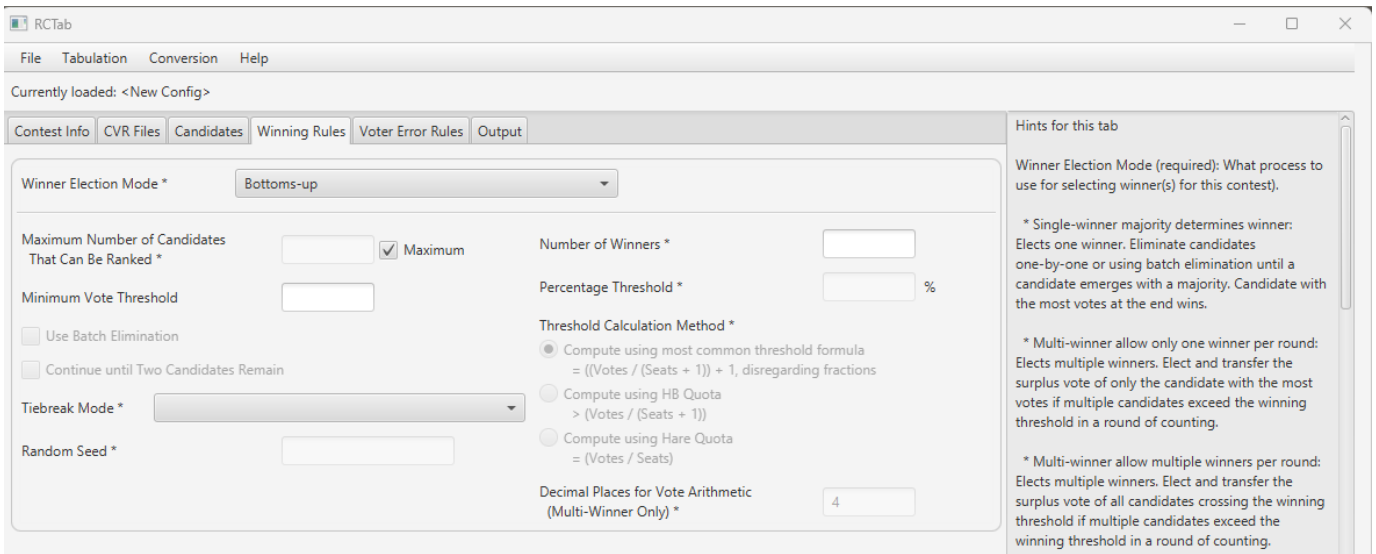 RCTab
File Tabulation Conversion Help
Currently loaded: <New Config>
Contest Info CVR Files Candidates Winning Rules Voter Error Rules Output
Winner Election Mode * Bottoms-up
Maximum Number of Candidates
That Can Be Ranked * Maximum
Minimum Vote Threshold
Use Batch Elimination
Continue until Two Candidates Remain
Tiebreak Mode *
Random Seed *
Number of Winners *
Percentage Threshold * %
Threshold Calculation Method *
Compute using most common threshold formula
= ((Votes / (Seats + 1)) + 1, disregarding fractions
Compute using HB Quota
> (Votes / (Seats + 1))
Compute using Hare Quota
= (Votes / Seats)
Decimal Places for Vote Arithmetic
(Multi-Winner Only) * 4
Hints for this tab
Winner Election Mode (required): What process to
use for selecting winner(s) for this contest).
* Single-winner majority determines winner:
Elects one winner. Eliminate candidates
one-by-one or using batch elimination until a
candidate emerges with a majority. Candidate with
the most votes at the end wins.
* Multi-winner allow only one winner per round:
Elects multiple winners. Elect and transfer the
surplus vote of only the candidate with the most
votes if multiple candidates exceed the winning
threshold in a round of counting.
* Multi-winner allow multiple winners per round:
Elects multiple winners. Elect and transfer the
surplus vote of all candidates crossing the winning
threshold if multiple candidates exceed the
winning threshold in a round of counting.